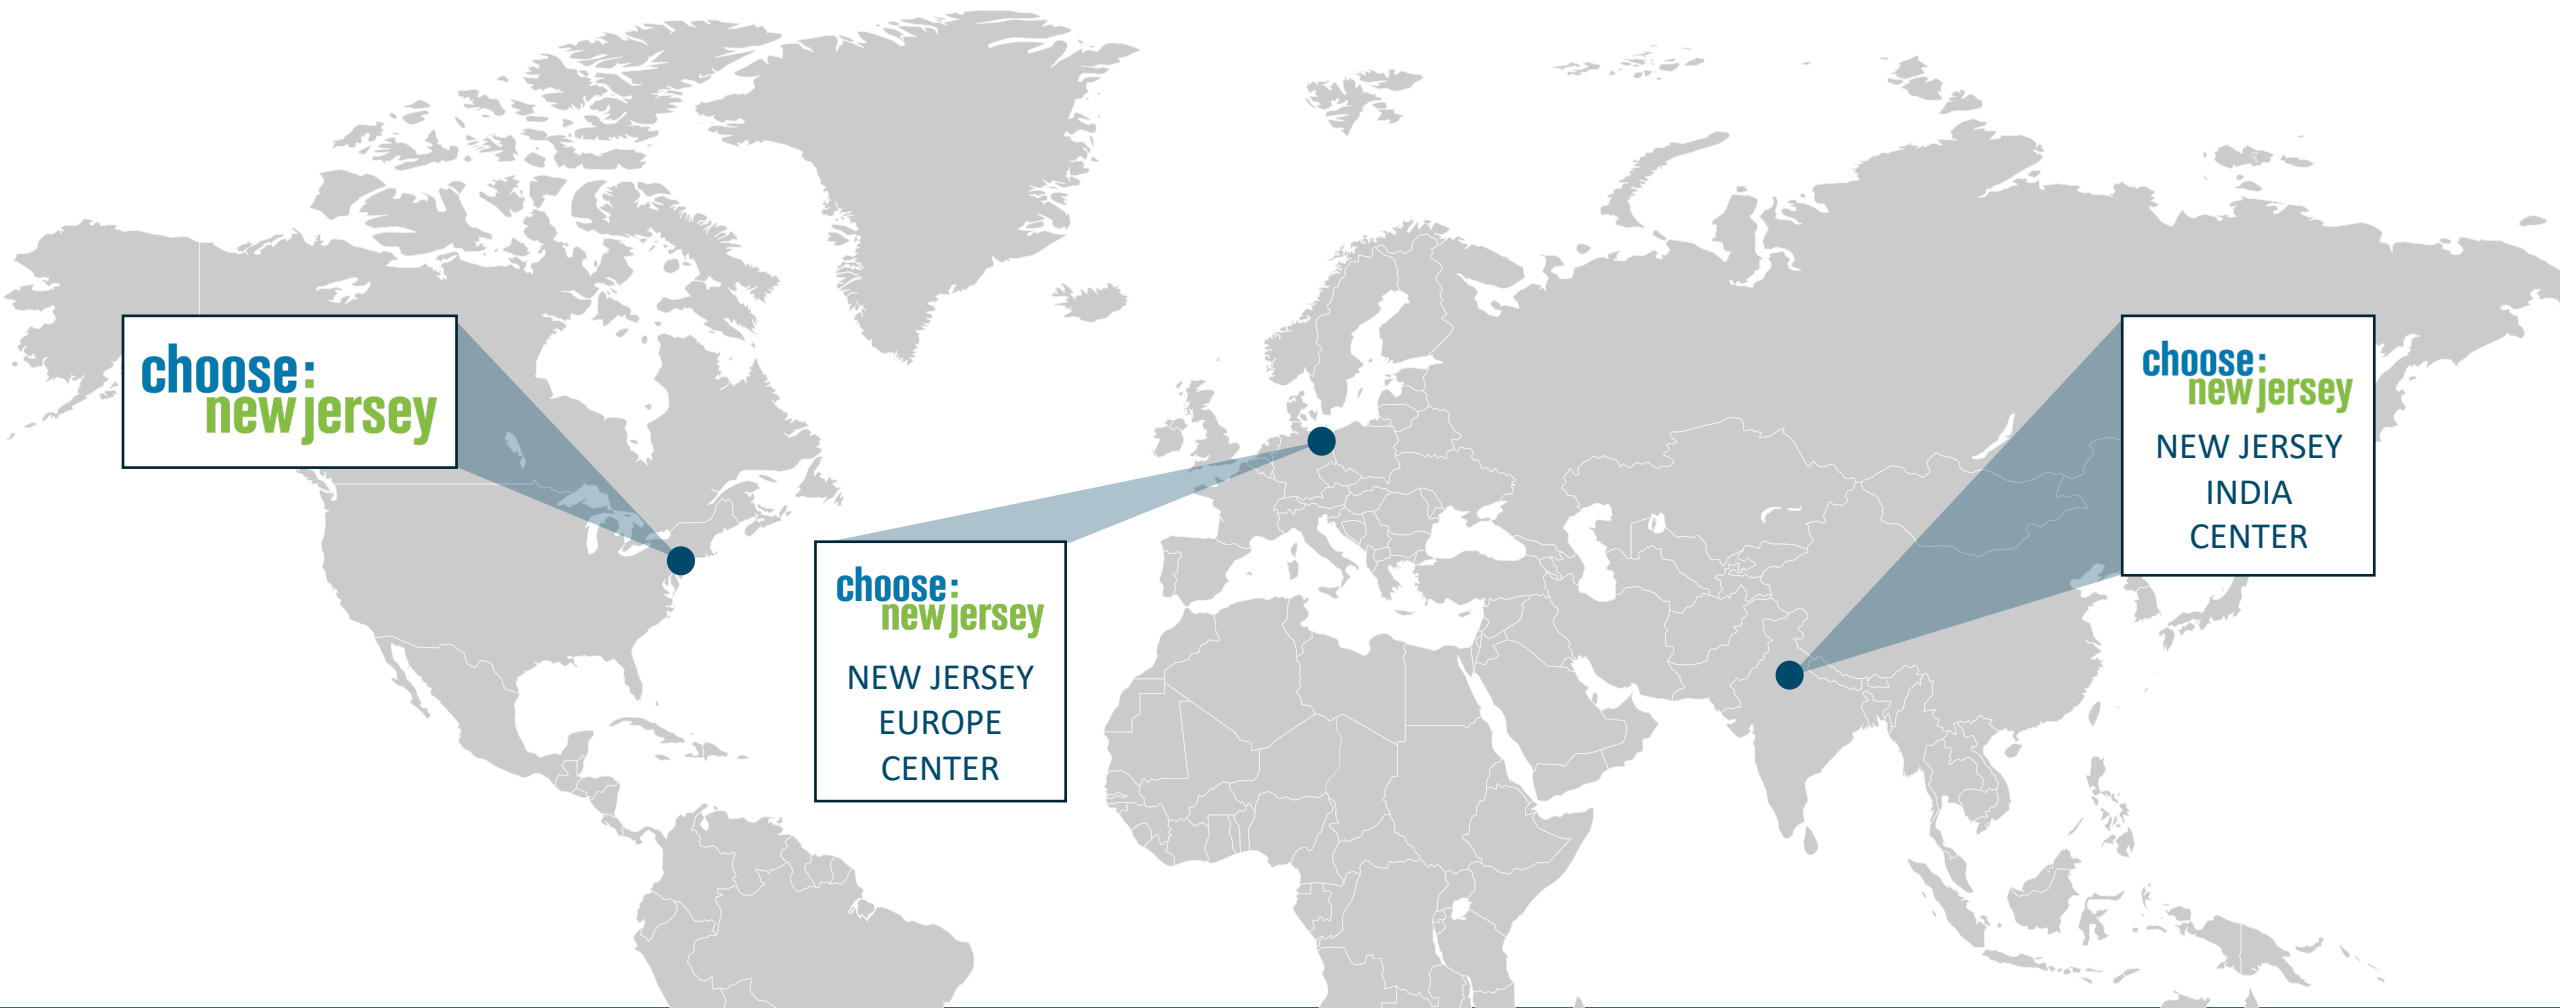 choose:
new jersey
choose:
new jersey
NEW JERSEY
EUROPE
CENTER
choose:
new jersey
NEW JERSEY
INDIA
CENTER